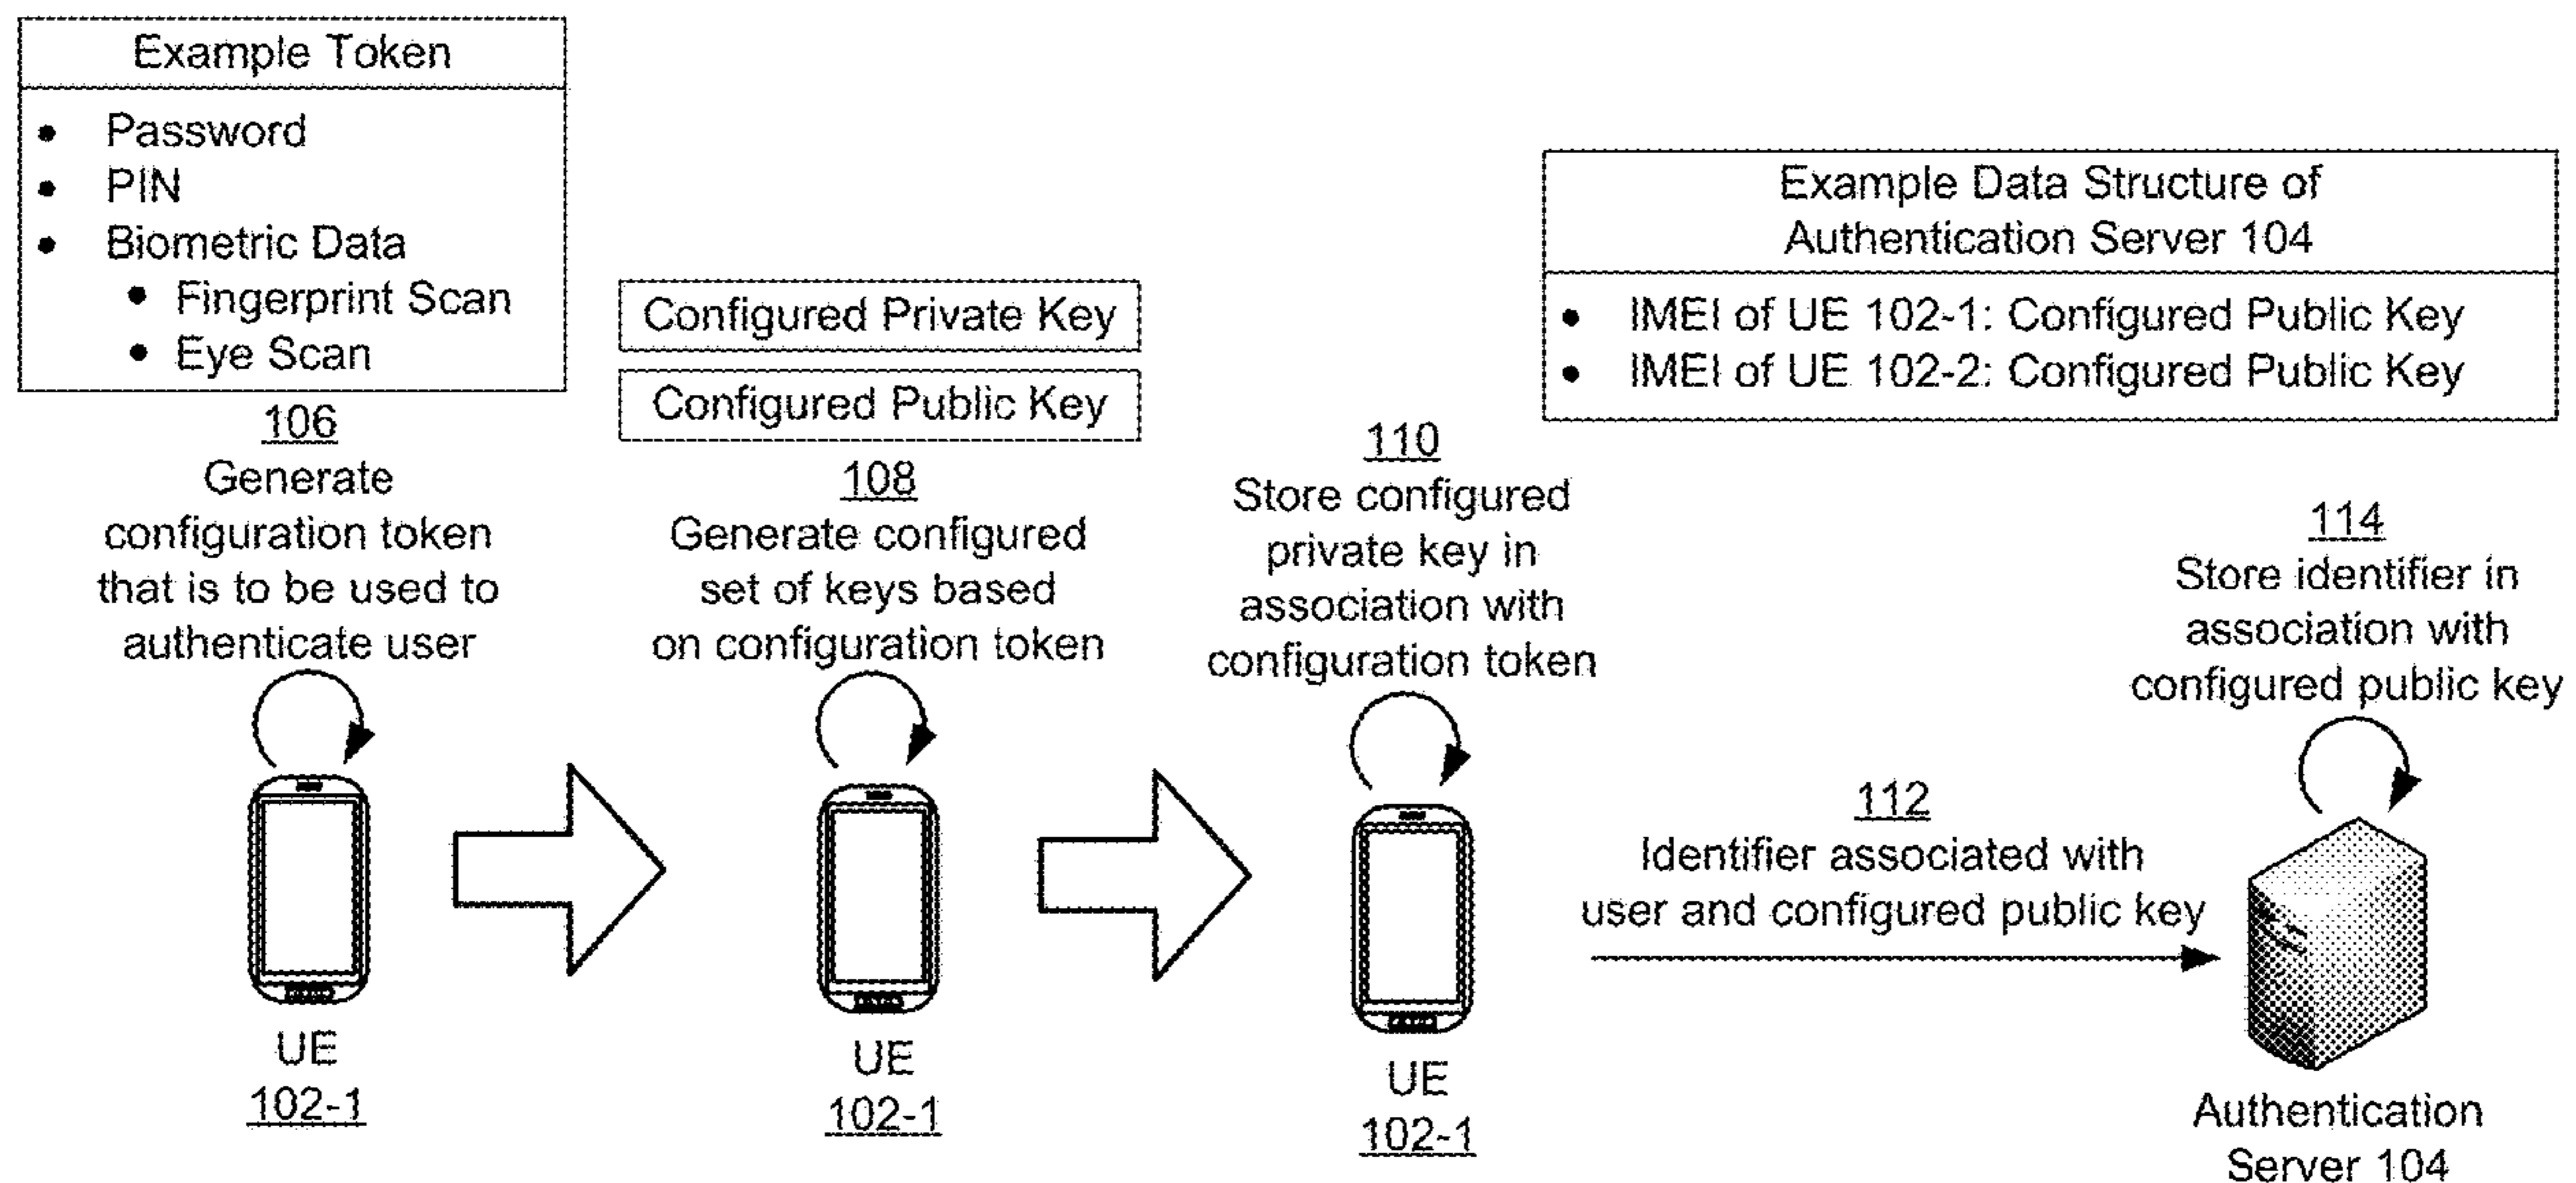 Example Token
• Password
• PIN
• Biometric Data
• Fingerprint Scan
• Eye Scan
106
Generate
configuration token
that is to be used to
authenticate user
UE
102-1
Configured Private Key
Configured Public Key
108
Generate configured
set of keys based
on configuration token
UE
102-1
110
Store configured
private key in
association with
configuration token
UE
102-1
Example Data Structure of
Authentication Server 104
• IMEI of UE 102-1: Configured Public Key
• IMEI of UE 102-2: Configured Public Key
112
Identifier associated with
user and configured public key
114
Store identifier in
association with
configured public key
Authentication
Server 104